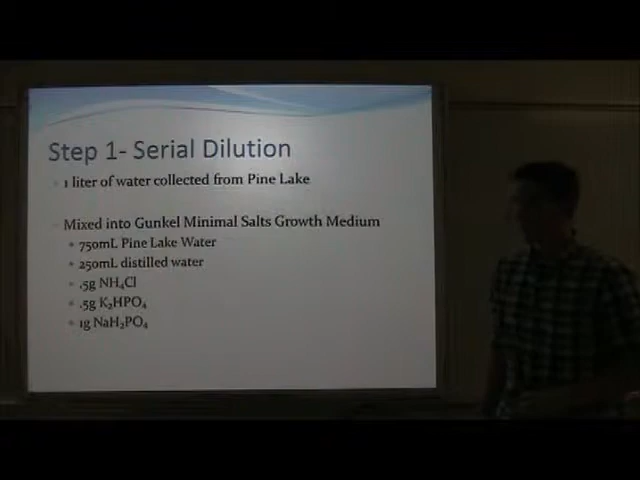 Step 1- Serial Dilution
1 liter of water collected from Pine Lake
Mixed into Gunkel Minimal Salts Growth Medium
750mL Pine Lake Water
250mL distilled water
.5g NH₄Cl
.5g K₂HPO₄
1g NaH₂PO₄